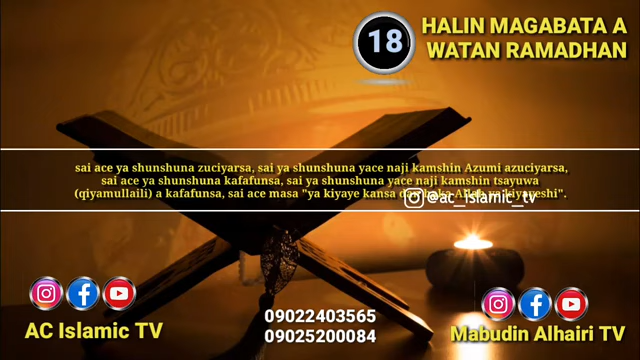 18
HALIN MAGABATA A
WATAN RAMADHAN
sai ace ya shunshuna zuciyarsa, sai ya shunshuna yace naji kamshin Azumi azuciyarsa,
sai ace ya shunshuna kafafunsa, sai ya shunshuna yace naji kamshin tsayuwa
(qiyamullaili) a kafafunsa, sai ace masa "ya kiyaye kansa kiyayeshi".
@ac_islamic_tv
AC Islamic TV
09022403565
09025200084
Mabudin Alhairi TV